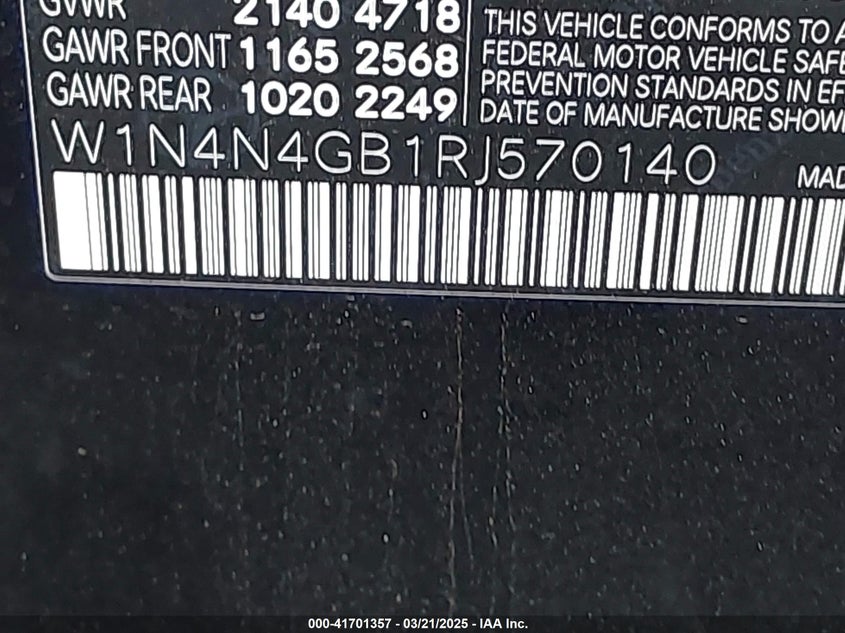 GVWR 2140 4718
GAWR FRONT 1165 2568
GAWR REAR 1020 2249
THIS VEHICLE CONFORMS TO A
FEDERAL MOTOR VEHICLE SAFE
PREVENTION STANDARDS IN EF
DATE OF MANUFACTURE SHOW
W1N4N4GB1RJ570140
MAD
000-41701357 - 03/21/2025 - IAA Inc.